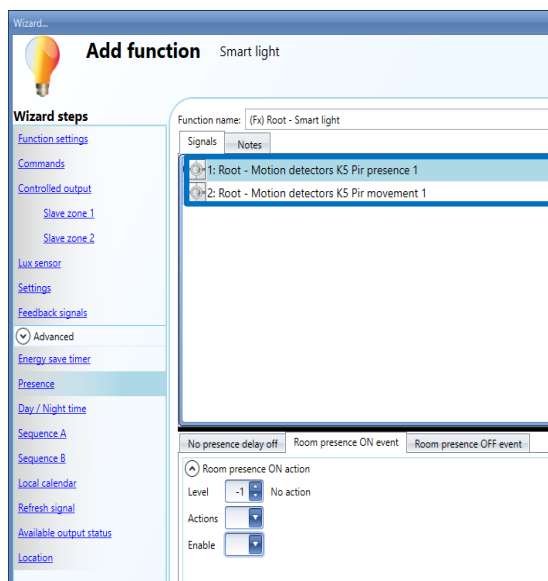 Wizard...
Add function Smart light
Wizard steps
Function settings
Commands
Controlled output
Slave zone 1
Slave zone 2
Lux sensor
Settings
Feedback signals
Advanced
Energy save timer
Presence
Day / Night time
Sequence A
Sequence B
Local calendar
Refresh signal
Available output status
Location
Function name: (Fx) Root - Smart light
Signals Notes
1: Root - Motion detectors K5 Pir presence 1
2: Root - Motion detectors K5 Pir movement 1
No presence delay off Room presence ON event Room presence OFF event
Room presence ON action
Level -1 No action
Actions
Enable